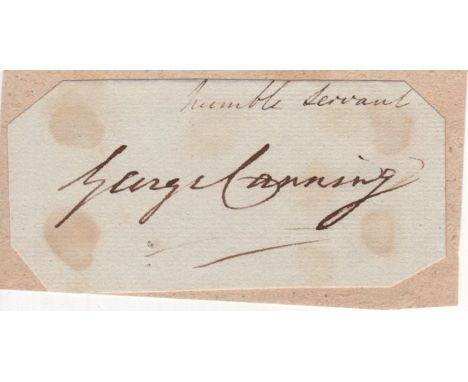 humble servant
George Canning